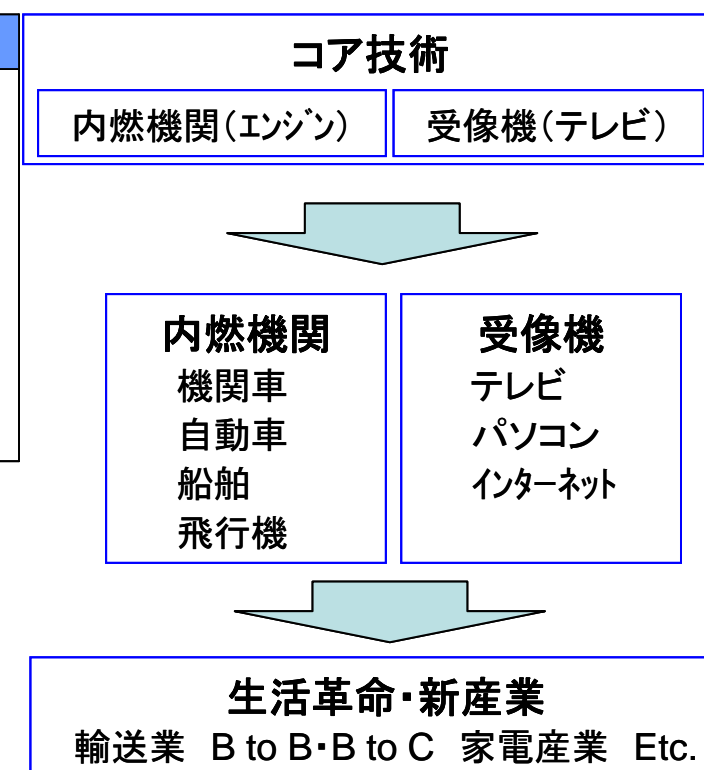 コア技術
内燃機関(エンジン) 受像機(テレビ)
内燃機関
機関車
自動車
船舶
飛行機
受像機
テレビ
パソコン
インターネット
生活革命・新産業
輸送業 B to B・B to C 家電産業 Etc.